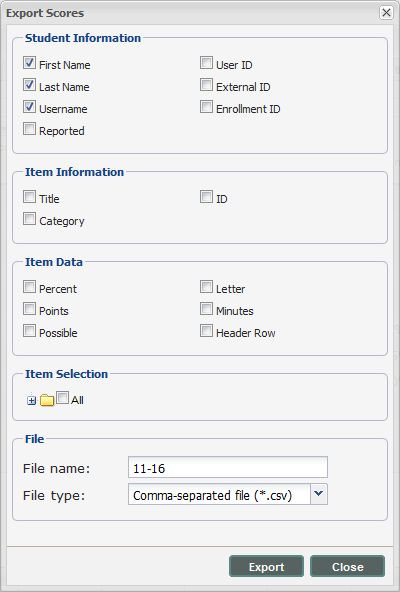 Export Scores
Student Information
First Name User ID
Last Name External ID
Username Enrollment ID
Reported
Item Information
Title ID
Category
Item Data
Percent Letter
Points Minutes
Possible Header Row
Item Selection
All
File
File name: 11-16
File type: Comma-separated file (*.csv)
Export Close